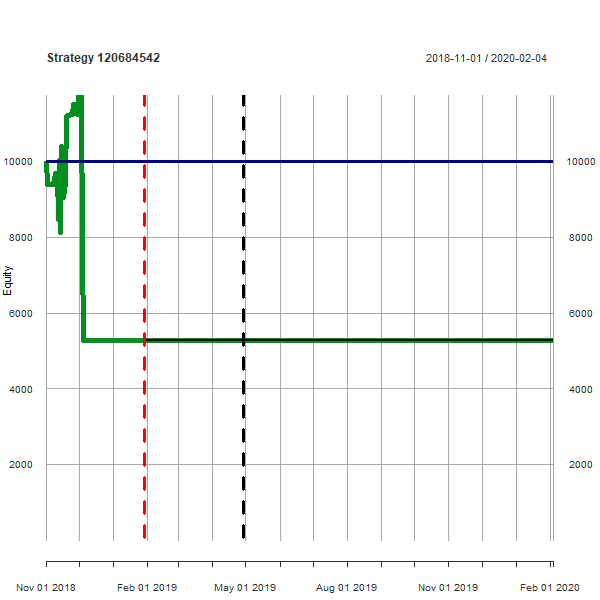 Strategy 120684542
2018-11-01 / 2020-02-04
10000
10000
8000
8000
Equity
6000
6000
4000
4000
2000
2000
Nov 01 2018
Feb 01 2019
May 01 2019
Aug 01 2019
Nov 01 2019
Feb 01 2020